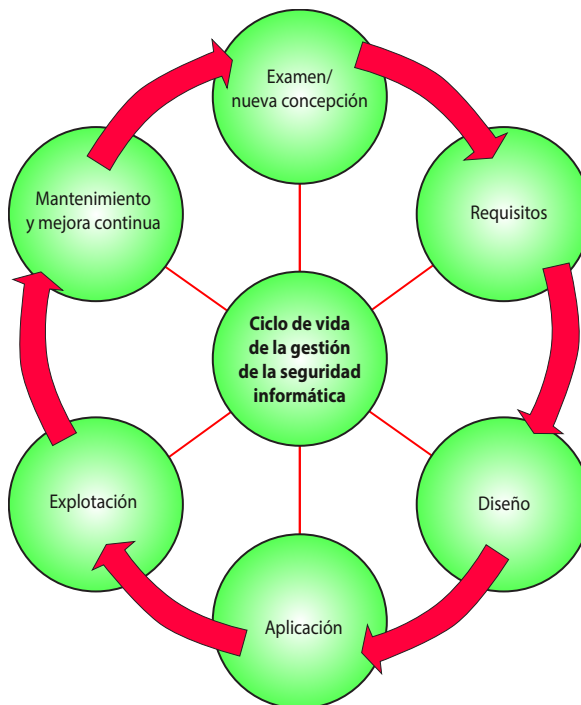 Examen/
nueva concepción
Requisitos
Diseño
Aplicación
Explotación
Mantenimiento
y mejora continua
Ciclo de vida
de la gestión
de la seguridad
informática